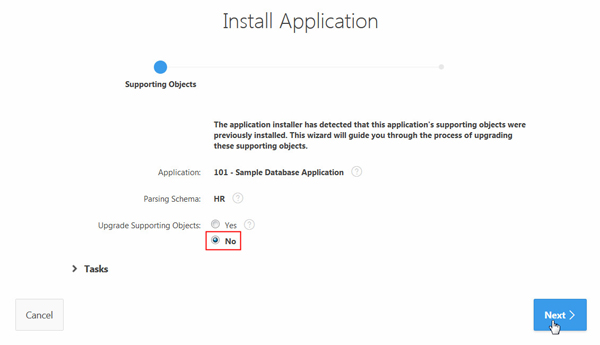 Install Application
Supporting Objects
The application installer has detected that this application's supporting objects were
previously installed. This wizard will guide you through the process of upgrading
these supporting objects.
Application: 101 - Sample Database Application ?
Parsing Schema: HR ?
Upgrade Supporting Objects: Yes ?
No
Tasks
Cancel Next